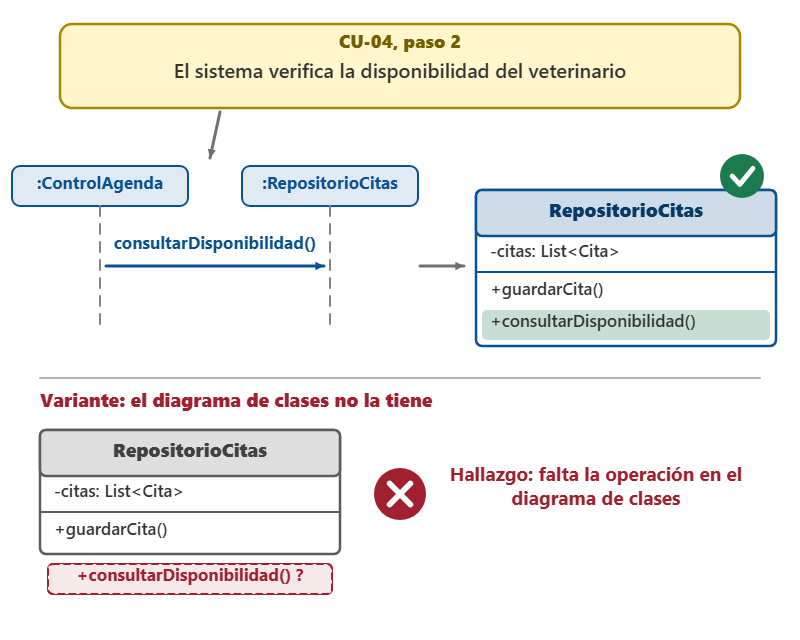 CU-04, paso 2
El sistema verifica la disponibilidad del veterinario
:ControlAgenda
:RepositorioCitas
consultarDisponibilidad()
RepositorioCitas
-citas: List<Cita>
+guardarCita()
+consultarDisponibilidad()
Variante: el diagrama de clases no la tiene
RepositorioCitas
-citas: List<Cita>
+guardarCita()
+consultarDisponibilidad() ?
Hallazgo: falta la operación en el
diagrama de clases